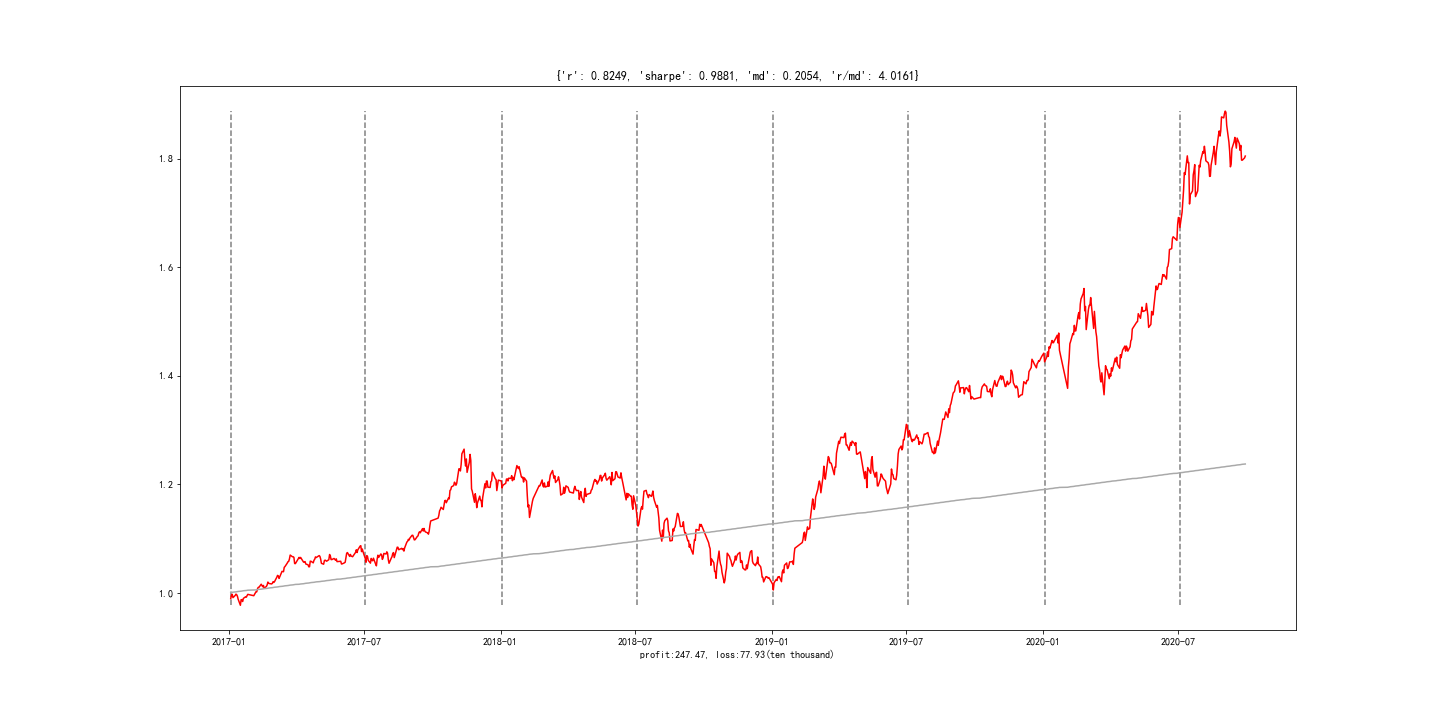 {'r': 0.8249, 'sharpe': 0.9881, 'md': 0.2054, 'r/md': 4.0161}
1.8
1.6
1.4
1.2
1.0
2017-01 2017-07 2018-01 2018-07 2019-01 2019-07 2020-01 2020-07
profit:247.47, loss:77.93(ten thousand)